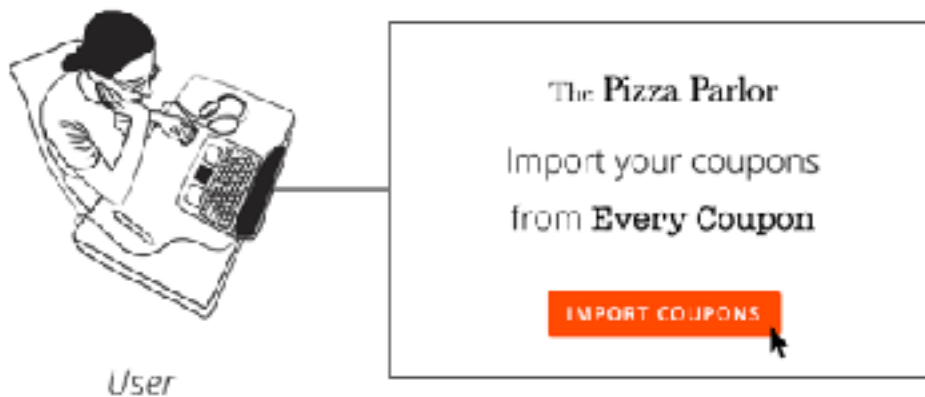 The Pizza Parlor
Import your coupons
from Every Coupon
IMPORT COUPONS
User